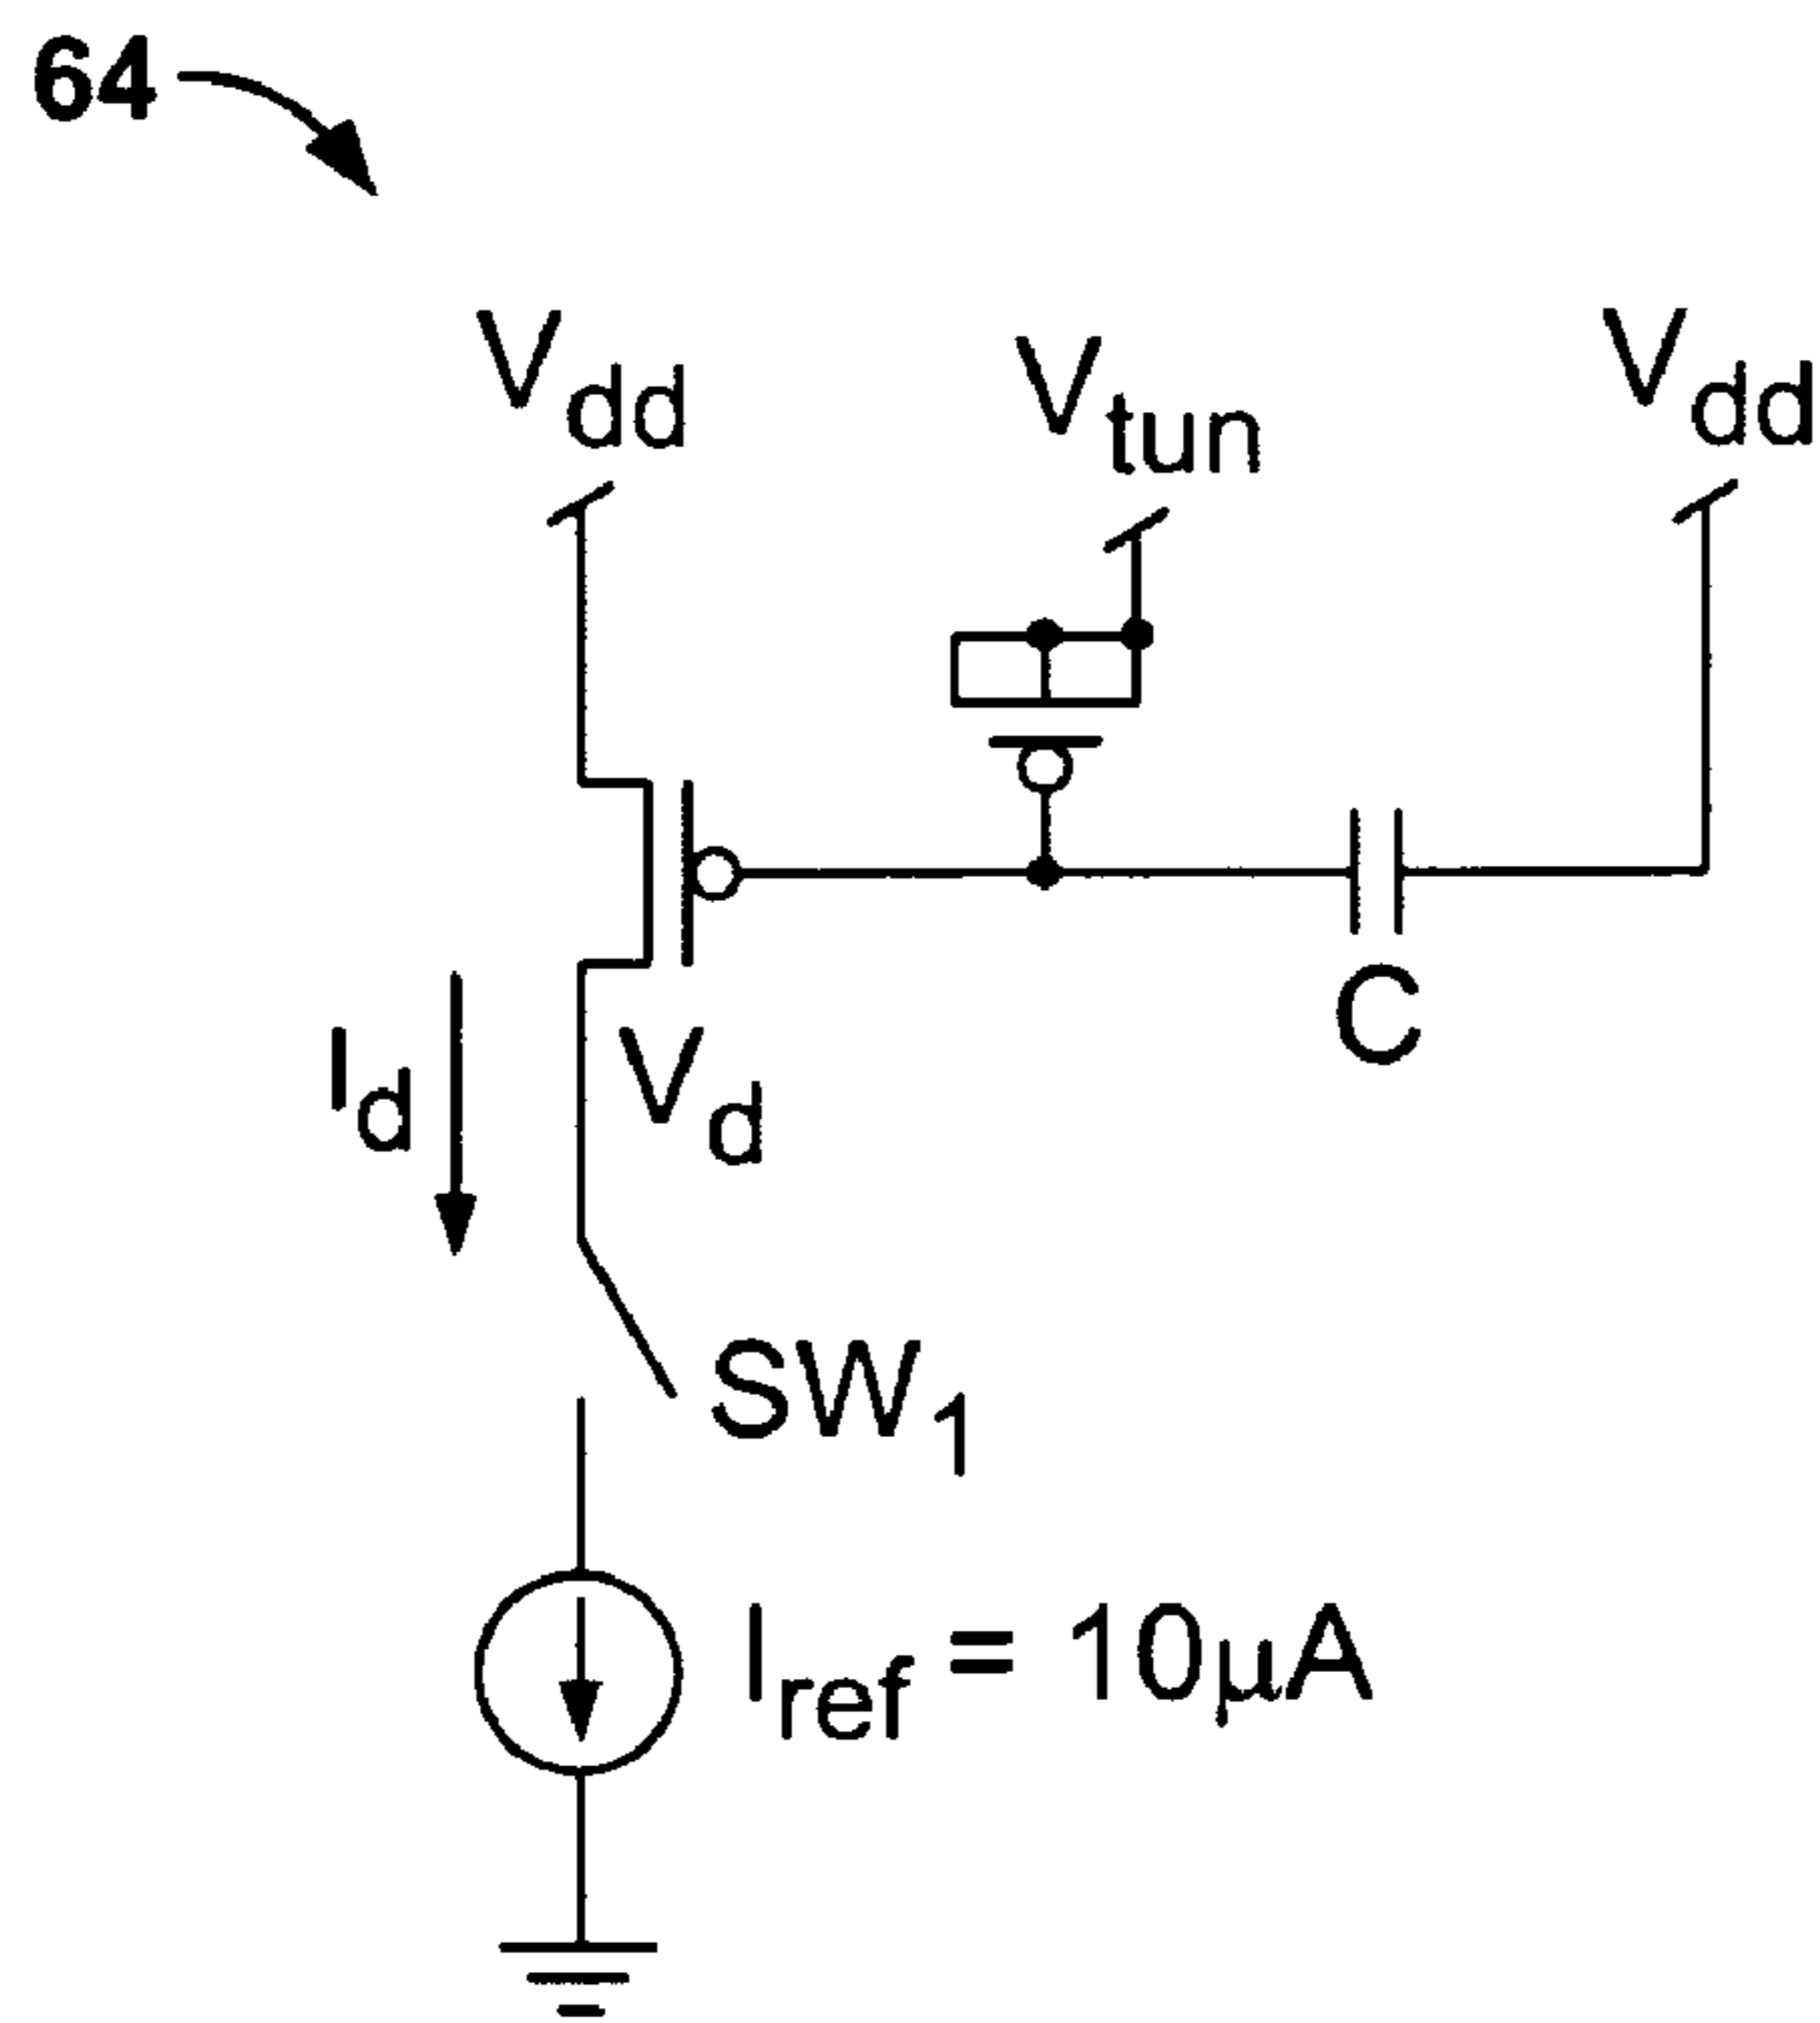 64
Vdd
Vtun
Vdd
Id
Vd
C
SW1
Iref = 10μA